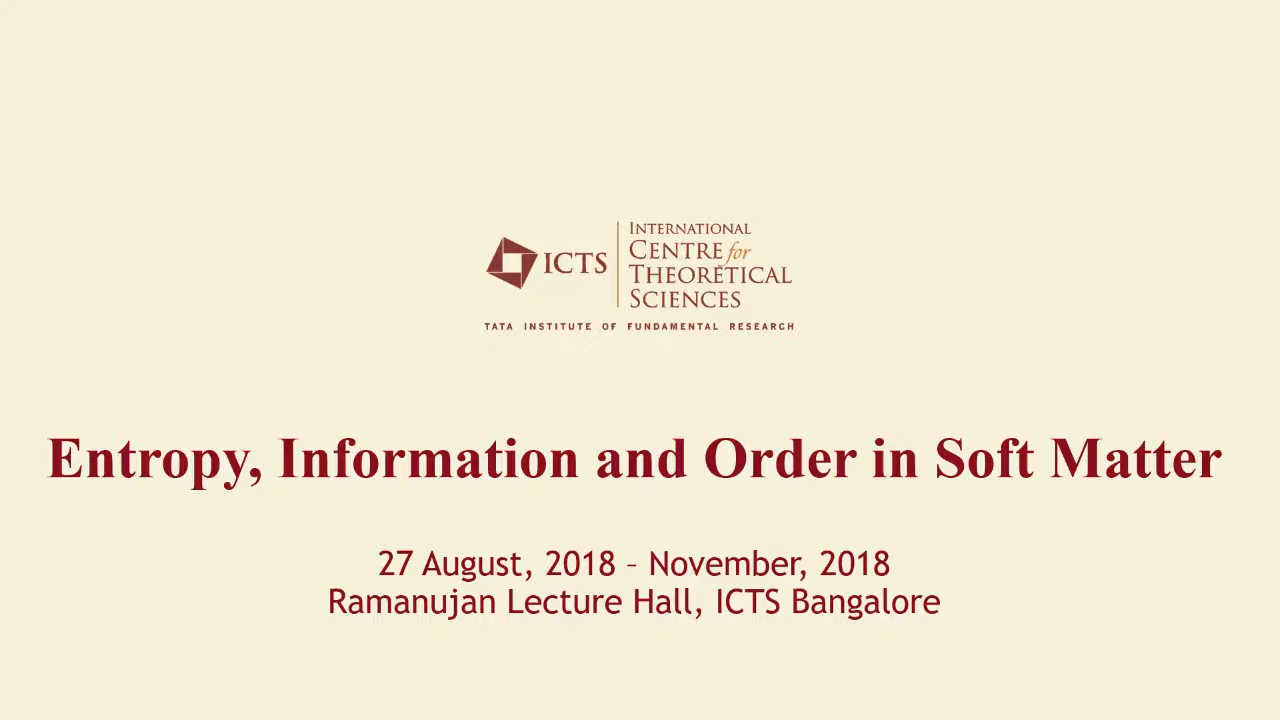 ICTS
INTERNATIONAL
CENTRE for
THEORETICAL
SCIENCES
TATA INSTITUTE OF FUNDAMENTAL RESEARCH
Entropy, Information and Order in Soft Matter
27 August, 2018 – November, 2018
Ramanujan Lecture Hall, ICTS Bangalore